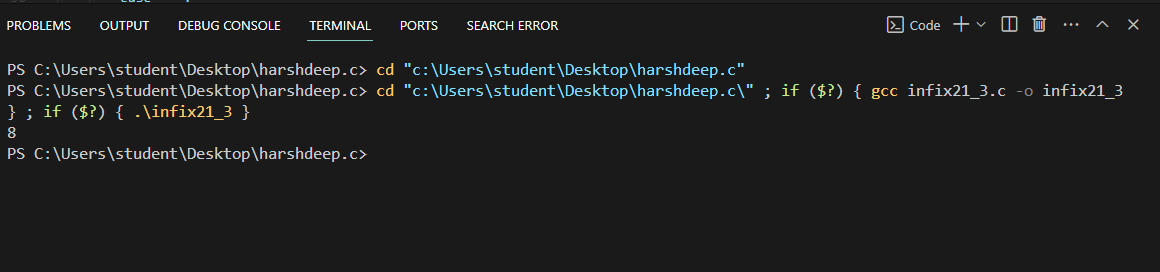 PROBLEMS OUTPUT DEBUG CONSOLE TERMINAL PORTS SEARCH ERROR Code
PS C:\Users\student\Desktop\harshdeep.c> cd "c:\Users\student\Desktop\harshdeep.c"
PS C:\Users\student\Desktop\harshdeep.c> cd "c:\Users\student\Desktop\harshdeep.c\" ; if ($?) { gcc infix21_3.c -o infix21_3
} ; if ($?) { .\infix21_3 }
8
PS C:\Users\student\Desktop\harshdeep.c>